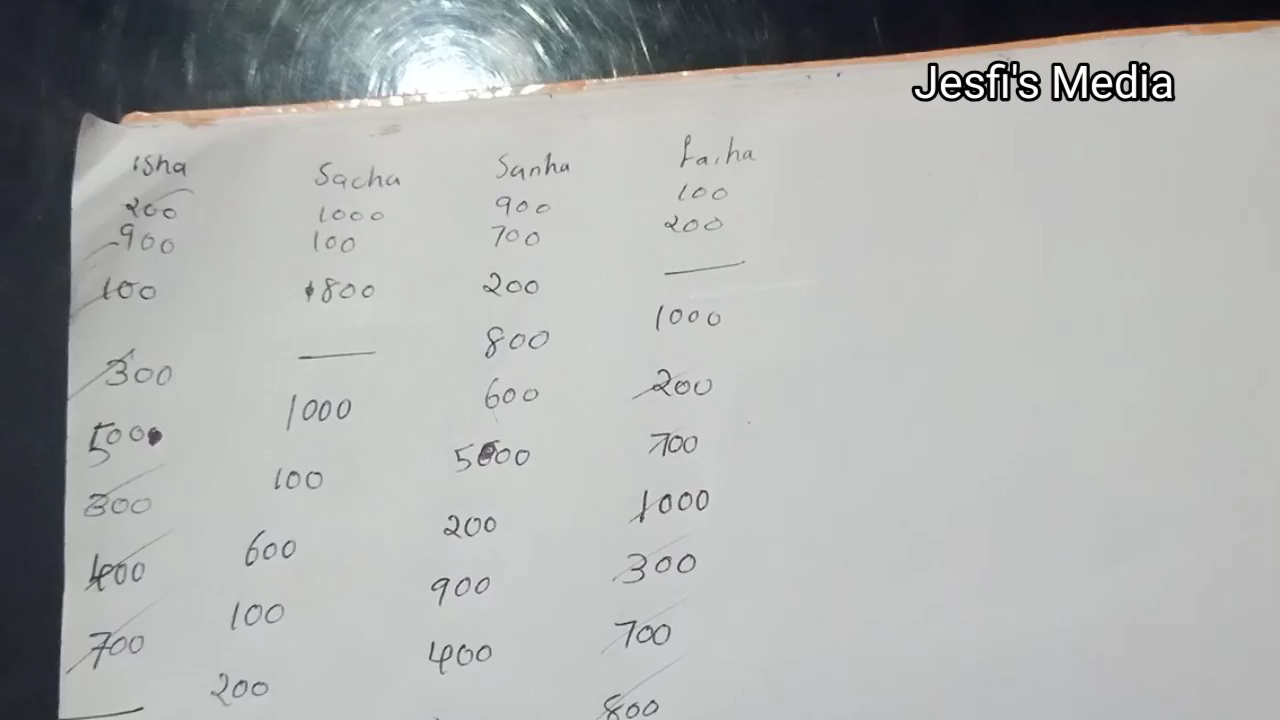 Jesfi's Media
isha Sacha Sanha Laiha
200 1000 900 100
900 100 700 200
100 800 200
800 1000
300 1000 600 200
500 100 500 700
300 600 200 1000
400 100 900 300
700 200 400 700
800